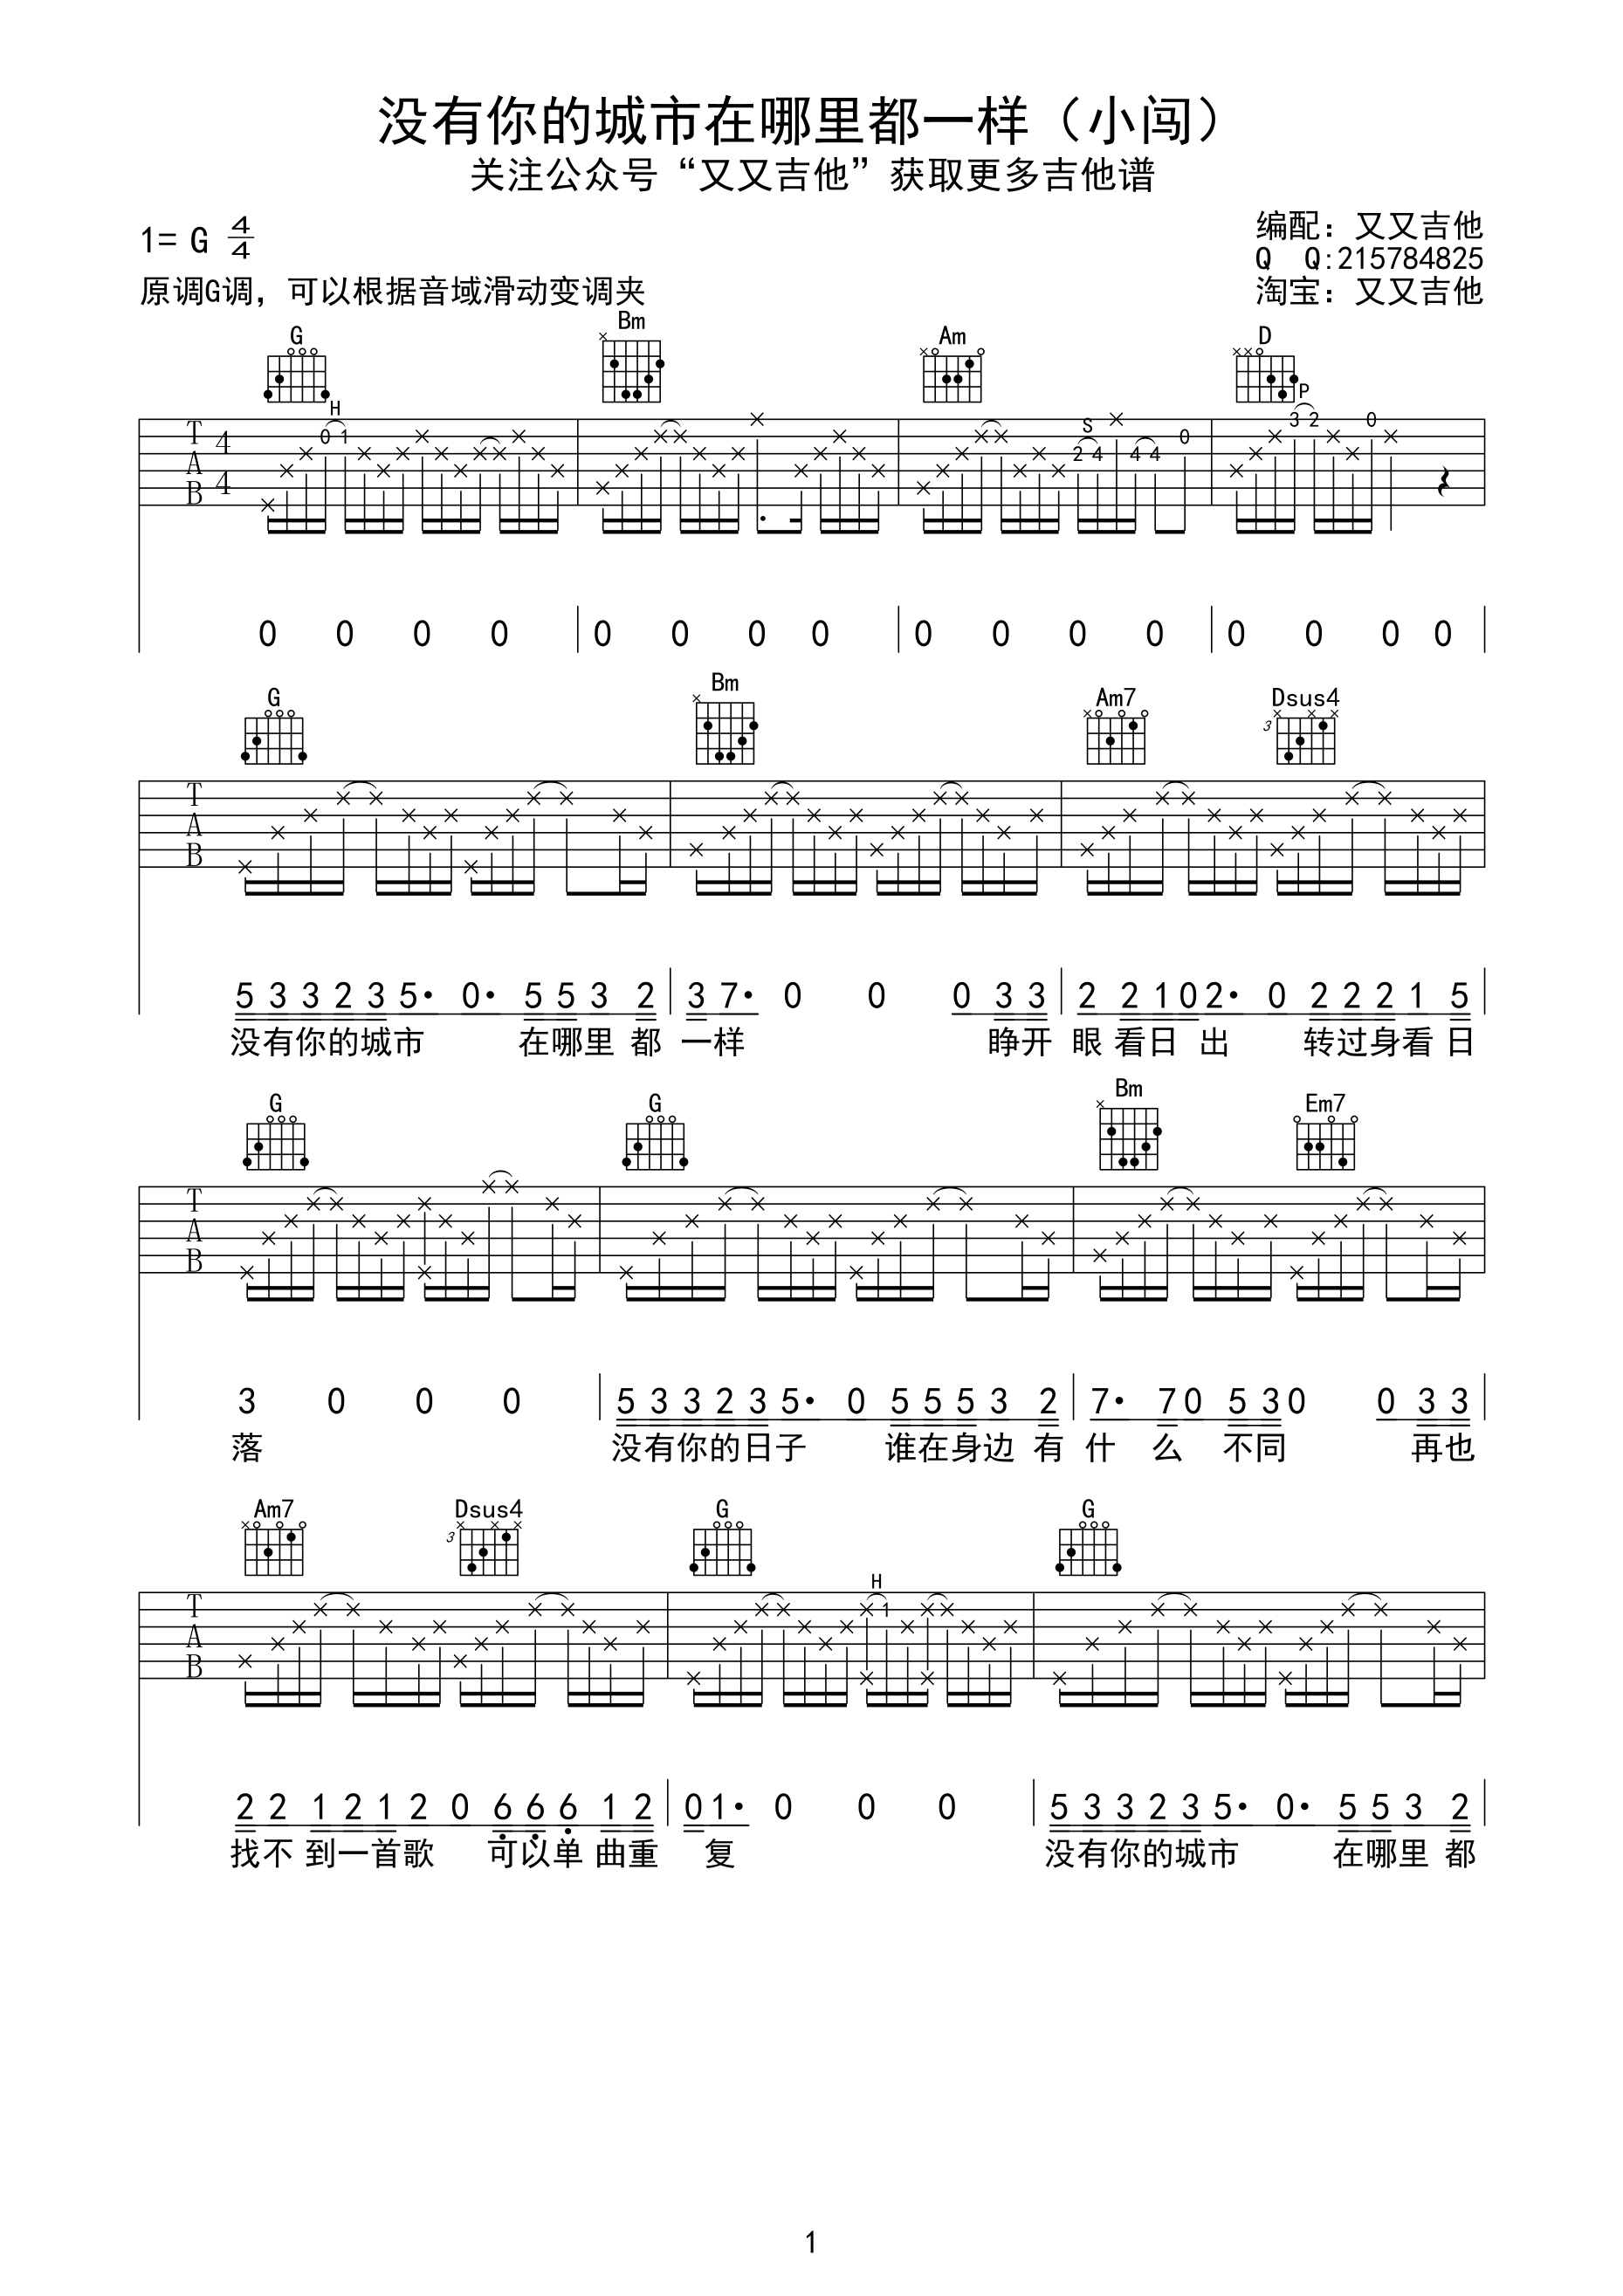 没有你的城市在哪里都一样（小闯）
关注公众号“又又吉他”获取更多吉他谱
1= G 4/4
编配：又又吉他
Q Q:215784825
原调G调，可以根据音域滑动变调夹
淘宝：又又吉他
G Bm Am D
H S P
T 4 0 1 2 4 4 4 0 3 2 0
A
B 4
0 0 0 0 0 0 0 0 0 0 0 0 0 0 0 0
G Bm Am7 Dsus4
3
T
A
B
5 3 3 2 3 5· 0· 5 5 3 2 3 7· 0 0 0 3 3 2 2 1 0 2· 0 2 2 2 1 5
没有你的城市 在哪里都 一样 睁开 眼看日出 转过身看日
G G Bm Em7
T
A
B
3 0 0 0 5 3 3 2 3 5· 0 5 5 5 3 2 7· 7 0 5 3 0 0 3 3
落 没有你的日子 谁在身边有 什么 不同 再也
Am7 Dsus4 G G
3
H
T 1
A
B
2 2 1 2 1 2 0 6 6 6 1 2 0 1· 0 0 0 5 3 3 2 3 5· 0· 5 5 3 2
找不到一首歌 可以单曲重 复 没有你的城市 在哪里都
1